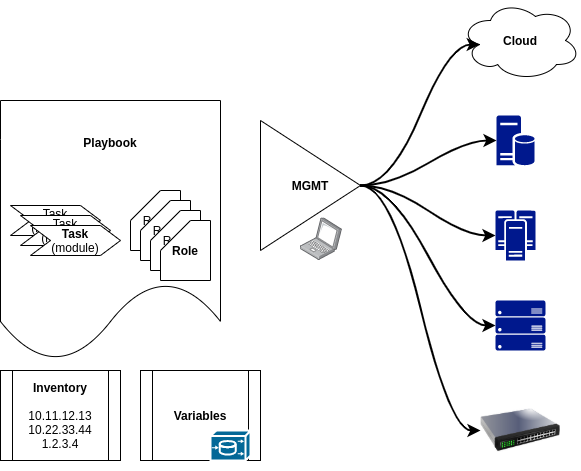 Cloud
Playbook
MGMT
Task
Task
Task
(module)
Role
Inventory
10.11.12.13
10.22.33.44
1.2.3.4
Variables